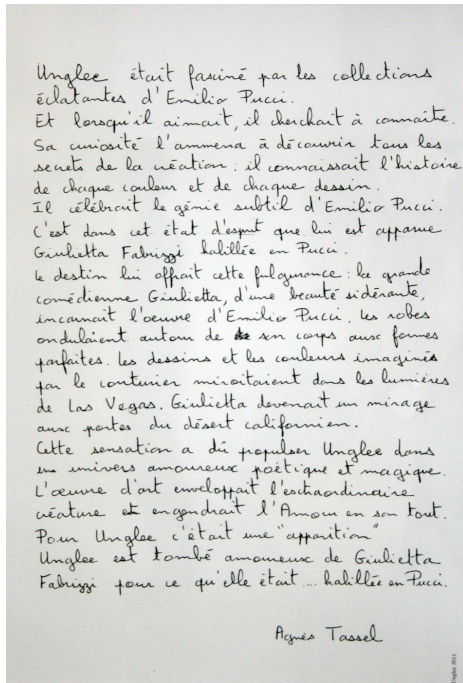 Unglee était fasciné par les collections
éclatantes d'Emilio Pucci.
Et lorsqu'il aimait, il cherchait à connaître.
Sa curiosité l'ammena à découvrir tous les
secrets de la création : il connaissait l'histoire
de chaque couleur et de chaque dessin.
Il célébrait le génie subtil d'Emilio Pucci.
C'est dans cet état d'esprit que lui est apparue
Giulietta Fabrizzi habillée en Pucci.
Le destin lui offrait cette fulgurance : la grande
comédienne Giulietta, d'une beauté sidérante,
incarnait l'oeuvre d'Emilio Pucci. Les robes
ondulaient autour de son corps aux formes
parfaites. Les dessins et les couleurs imaginés
par le couturier miroitaient dans les lumières
de Las Vegas. Giulietta devenait un mirage
aux portes du désert californien.
Cette sensation a dû populser Unglee dans
un univers amoureux poëtique et magique.
L'œuvre d'art enveloppait l'extraordinaire
créature et engendrait l'Amour en son tout.
Pour Unglee c'était une "apparition"
Unglee est tombé amoureux de Giulietta
Fabrizzi pour ce qu'elle était .... habillée en Pucci.
Agnès Tassel
Unglee 2011